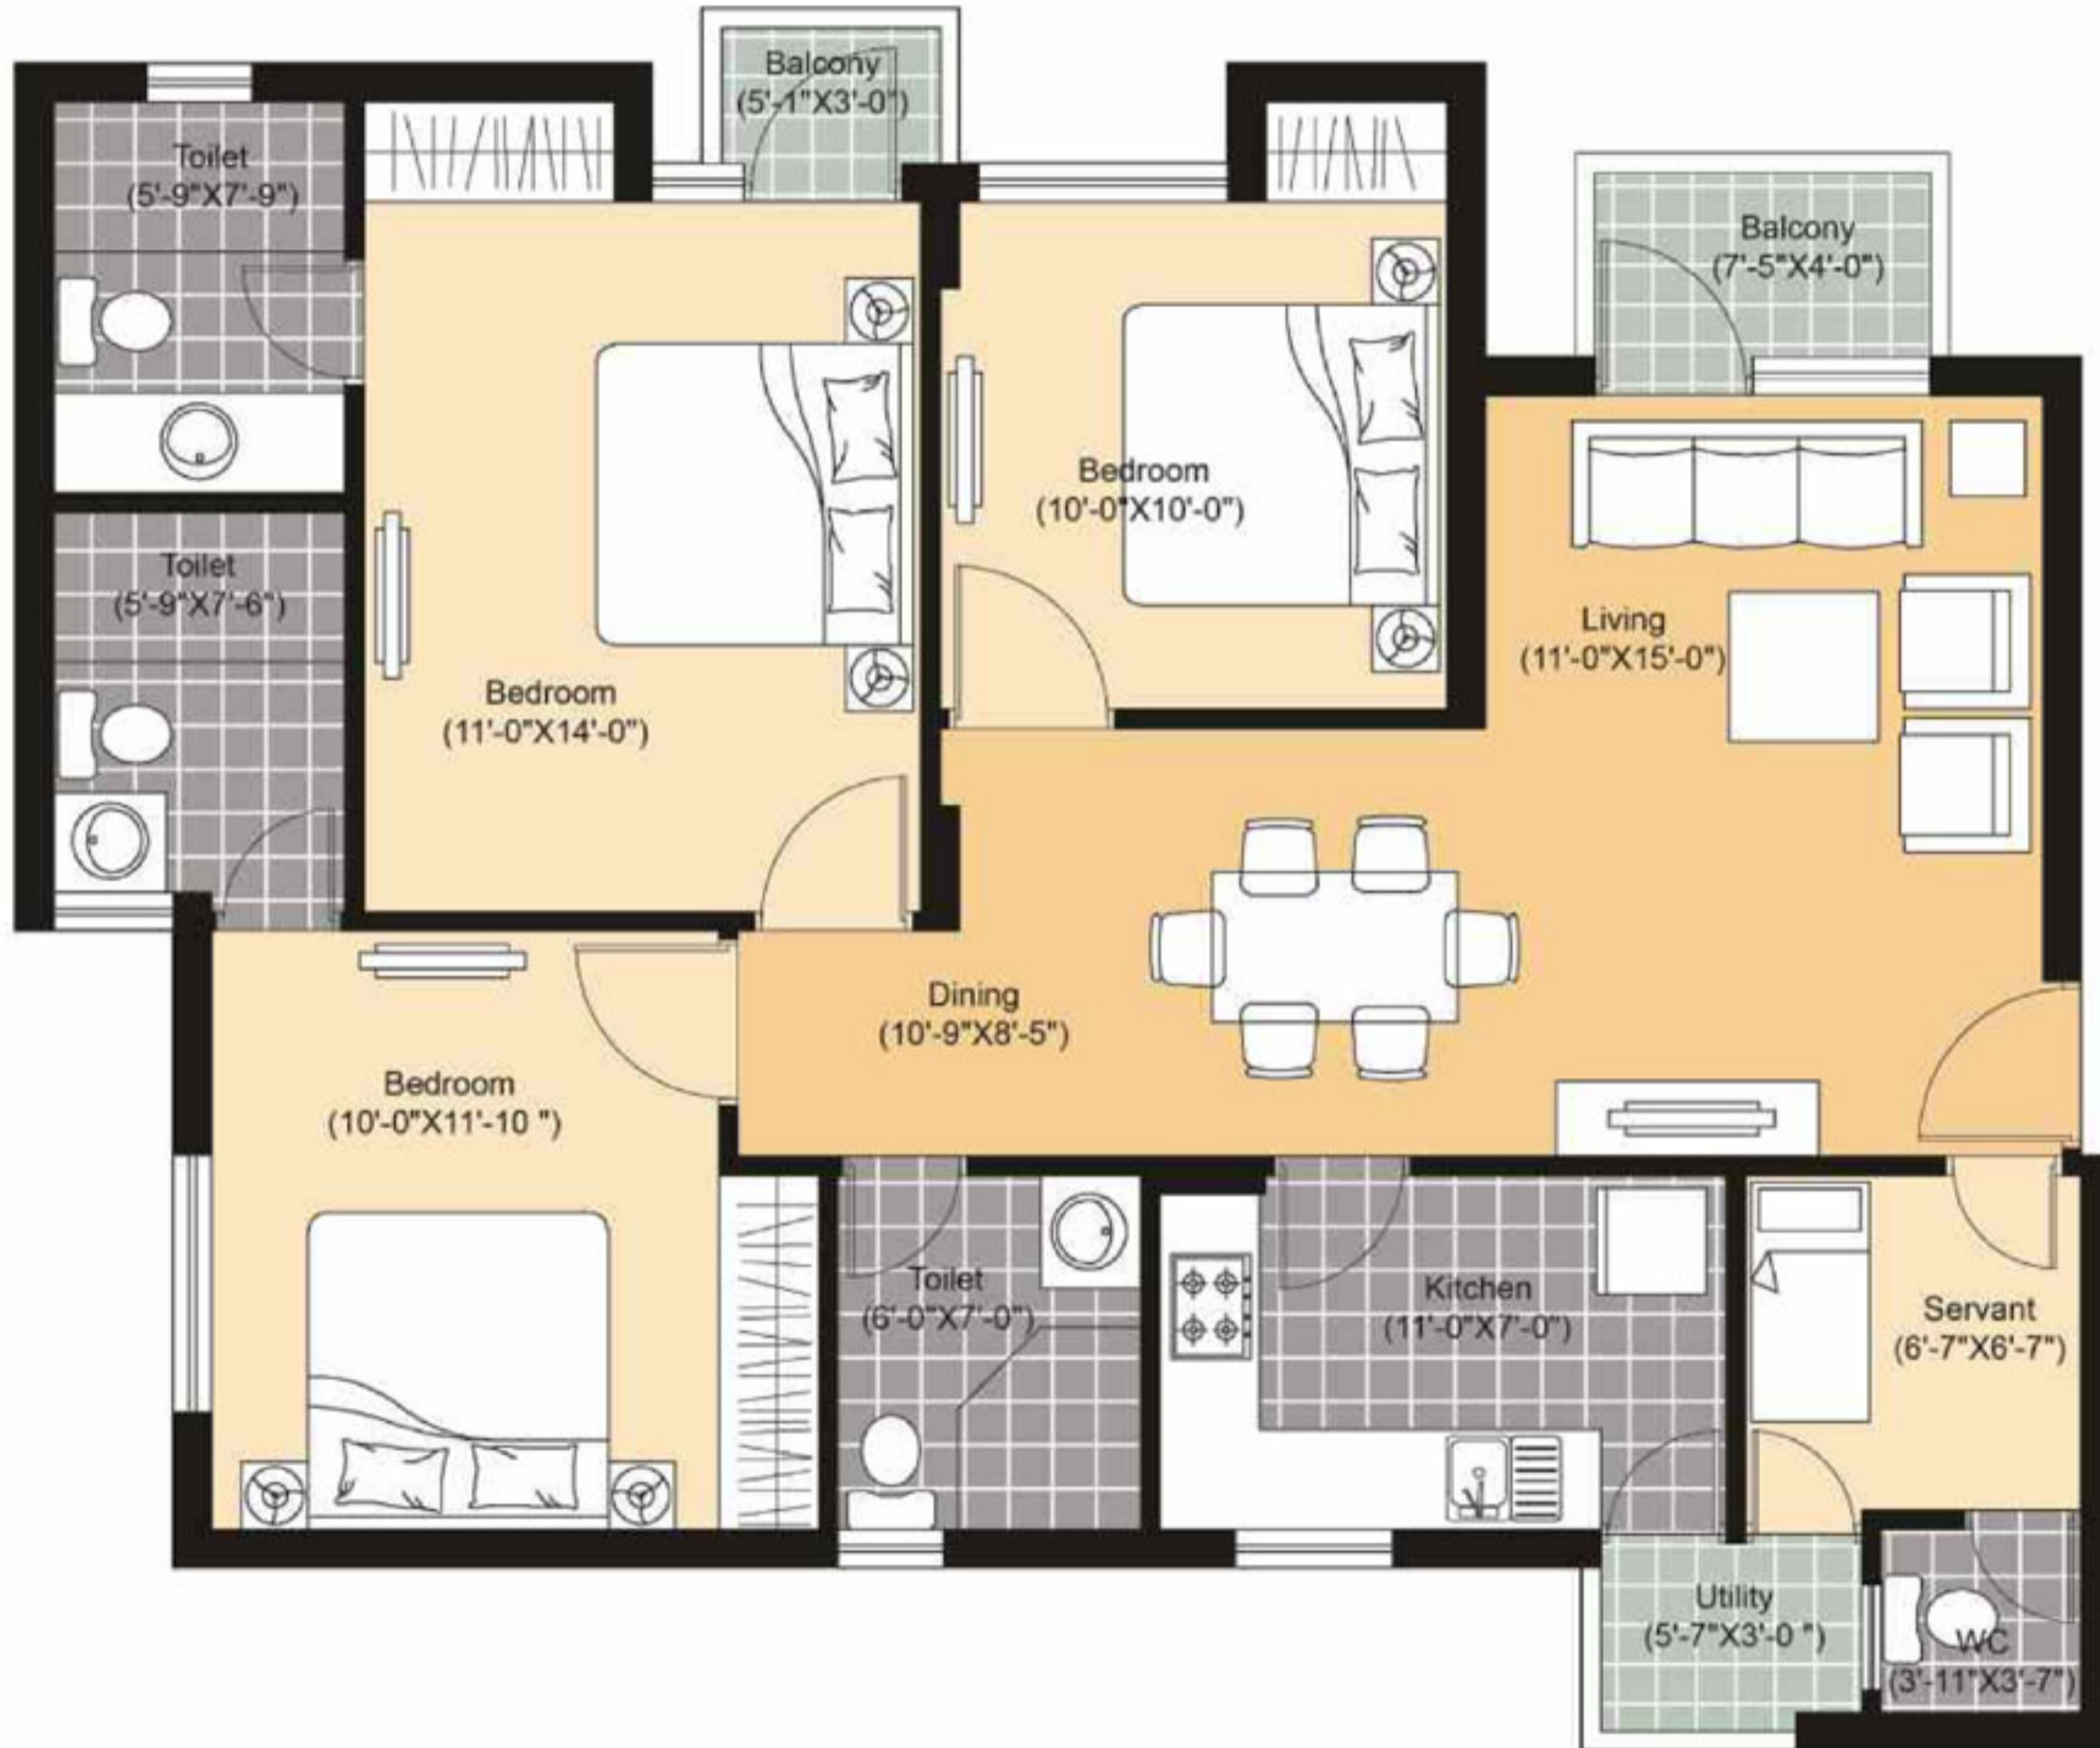 Balcony
(5'-1"X3'-0")
Toilet
(5'-9"X7'-9")
Balcony
(7'-5"X4'-0")
Bedroom
(10'-0"X10'-0")
Toilet
(5'-9"X7'-6")
Living
(11'-0"X15'-0")
Bedroom
(11'-0"X14'-0")
Dining
(10'-9"X8'-5")
Bedroom
(10'-0"X11'-10 ")
Toilet
(6'-0"X7'-0")
Kitchen
(11'-0"X7'-0")
Servant
(6'-7"X6'-7")
Utility
(5'-7"X3'-0 ")
WC
(3'-11"X3'-7")